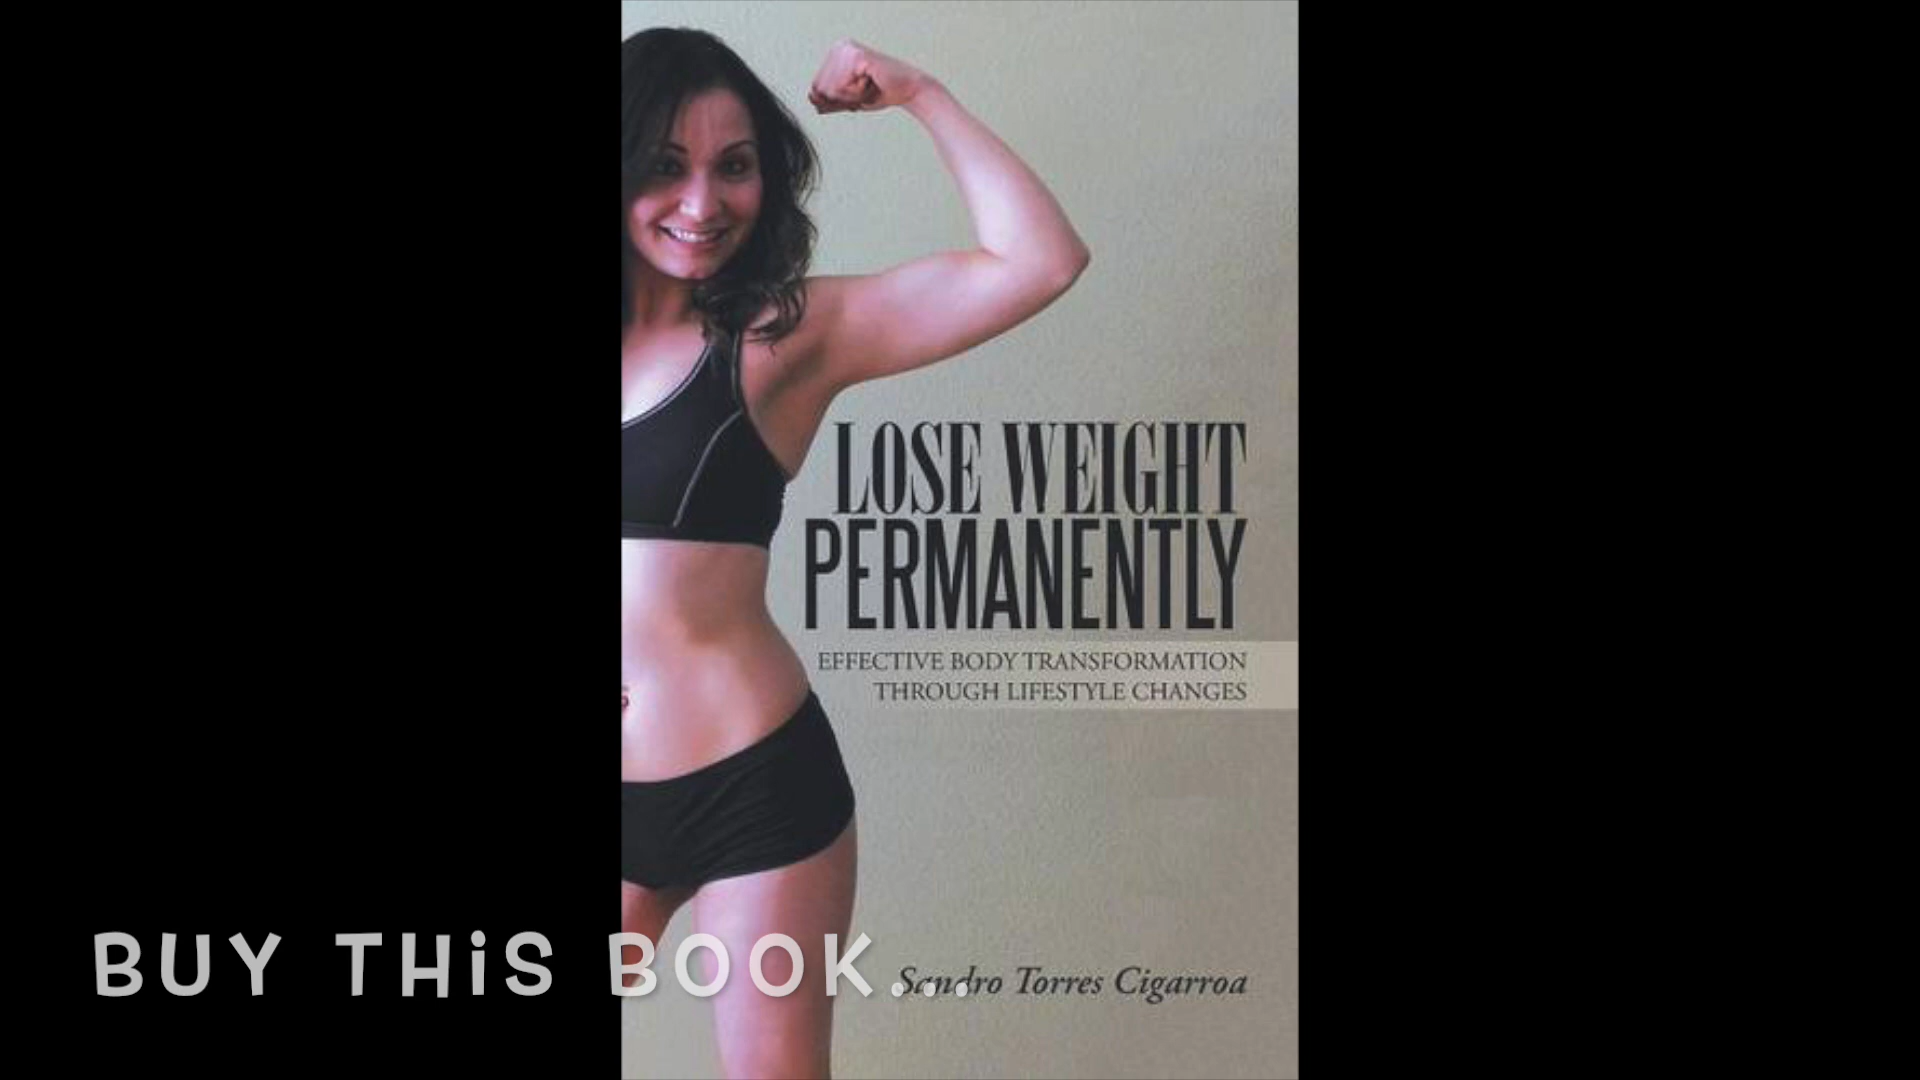 LOSE WEIGHT
PERMANENTLY
EFFECTIVE BODY TRANSFORMATION
THROUGH LIFESTYLE CHANGES
Sandro Torres Cigarroa
BUY THiS BOOK...